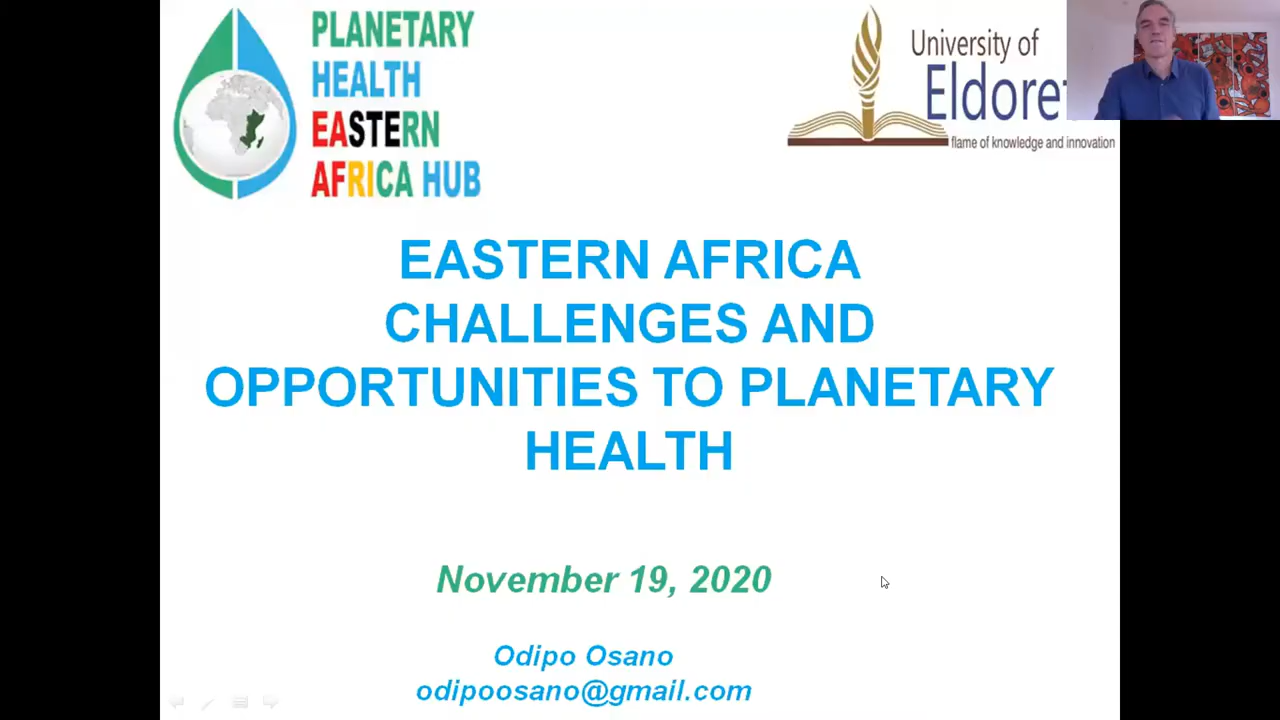 PLANETARY
HEALTH
EASTERN
AFRICA HUB
University of
Eldoret
flame of knowledge and innovation
EASTERN AFRICA
CHALLENGES AND
OPPORTUNITIES TO PLANETARY
HEALTH
November 19, 2020
Odipo Osano
odipoosano@gmail.com